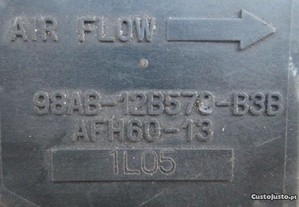 AIR FLOW
98AB-12B579-B3B
AFH60-13
1L05
CustoJusto.pt